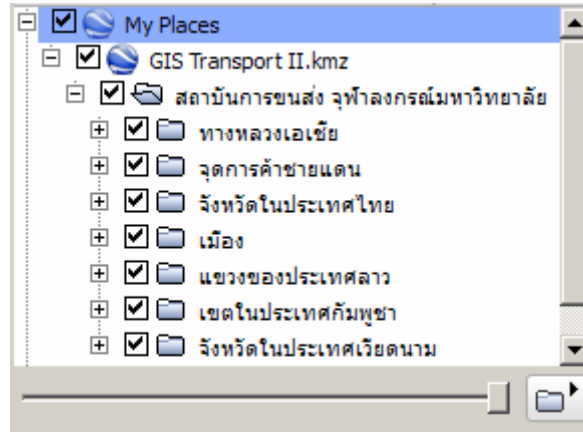 My Places
GIS Transport II.kmz
สถาบันการขนส่ง จุฬาลงกรณ์มหาวิทยาลัย
ทางหลวงเอเชีย
จุดการค้าชายแดน
จังหวัดในประเทศไทย
เมือง
แขวงของประเทศลาว
เขตในประเทศกัมพูชา
จังหวัดในประเทศเวียดนาม